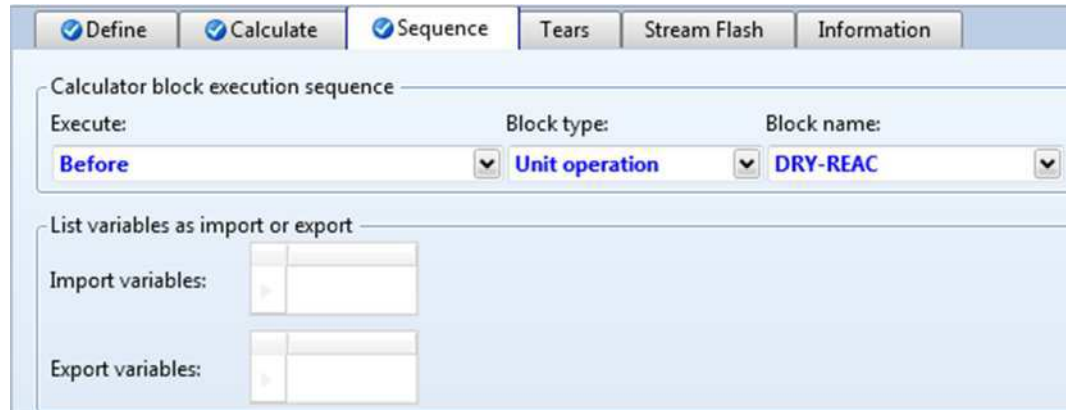 Define Calculate Sequence Tears Stream Flash Information
Calculator block execution sequence
Execute: Block type: Block name:
Before Unit operation DRY-REAC
List variables as import or export
Import variables:
Export variables: